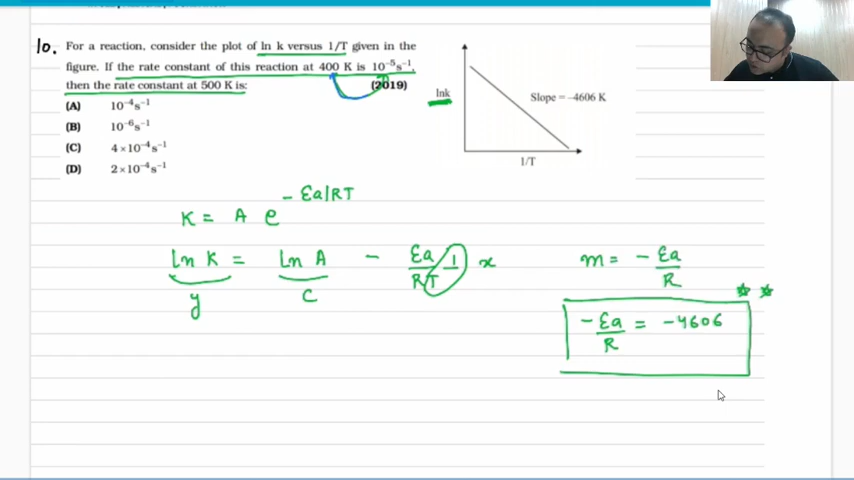 10. For a reaction, consider the plot of ln k versus 1/T given in the
figure. If the rate constant of this reaction at 400 K is 10⁻⁵s⁻¹,
then the rate constant at 500 K is: (2019)
(A) 10⁻⁴s⁻¹
(B) 10⁻⁶s⁻¹
(C) 4×10⁻⁴s⁻¹
(D) 2×10⁻⁴s⁻¹
lnk
Slope = -4606 K
1/T
K = A e^(-Ea/RT)
ln K = ln A - Ea/RT 1 x
y c
m = -Ea/R
-Ea/R = -4606